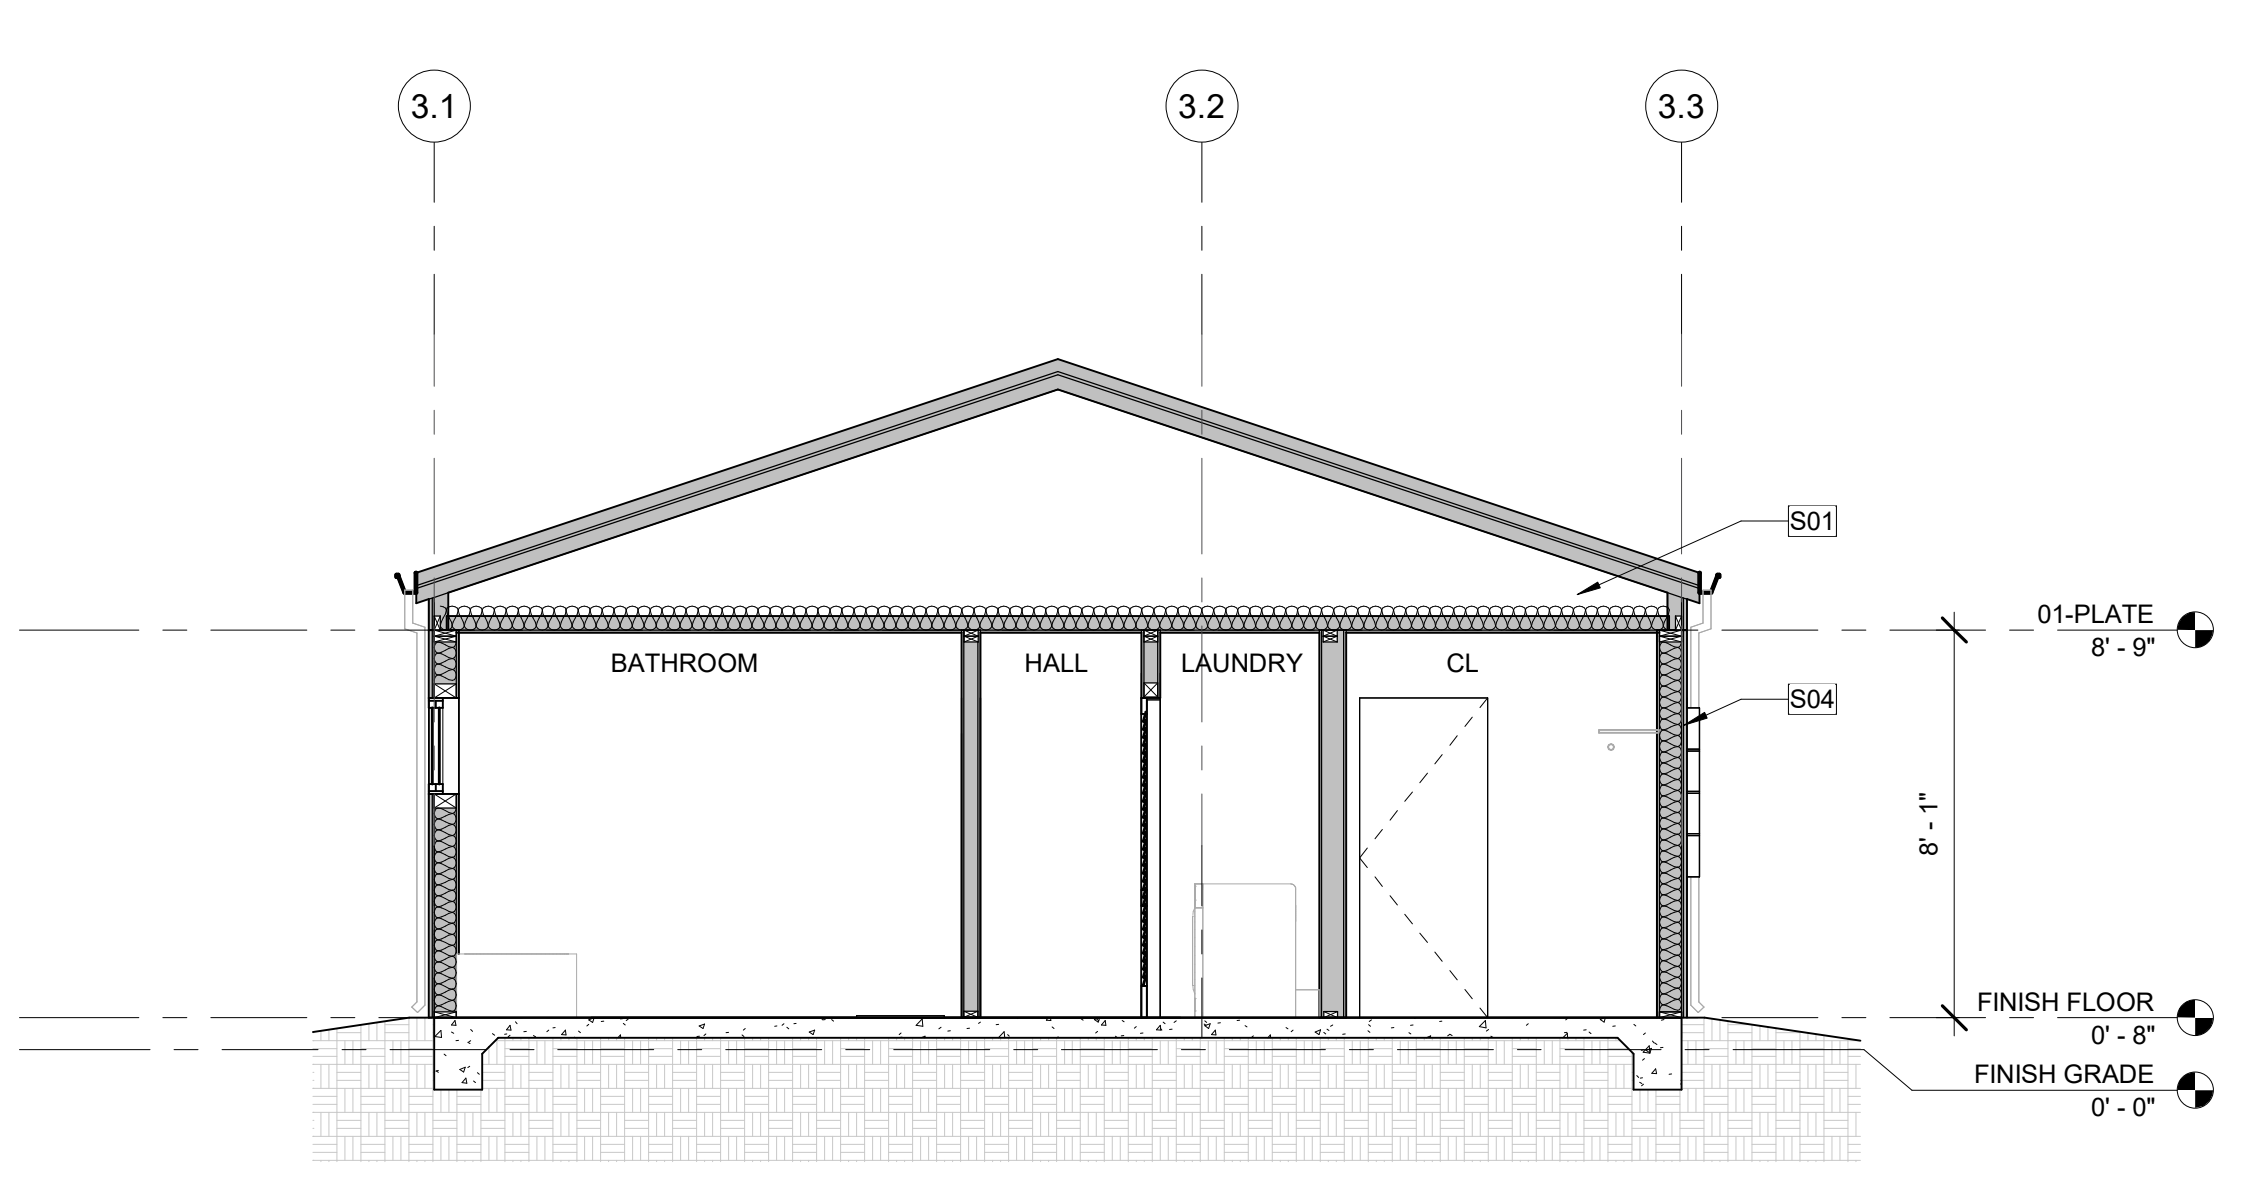 3.1
3.2
3.3
S01
01-PLATE
8' - 9"
BATHROOM
HALL
LAUNDRY
CL
S04
8' - 1"
FINISH FLOOR
0' - 8"
FINISH GRADE
0' - 0"